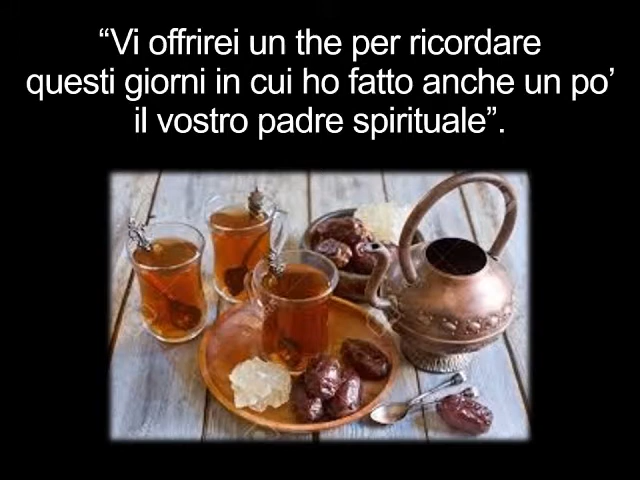 “Vi offrirei un the per ricordare
questi giorni in cui ho fatto anche un po’
il vostro padre spirituale”.